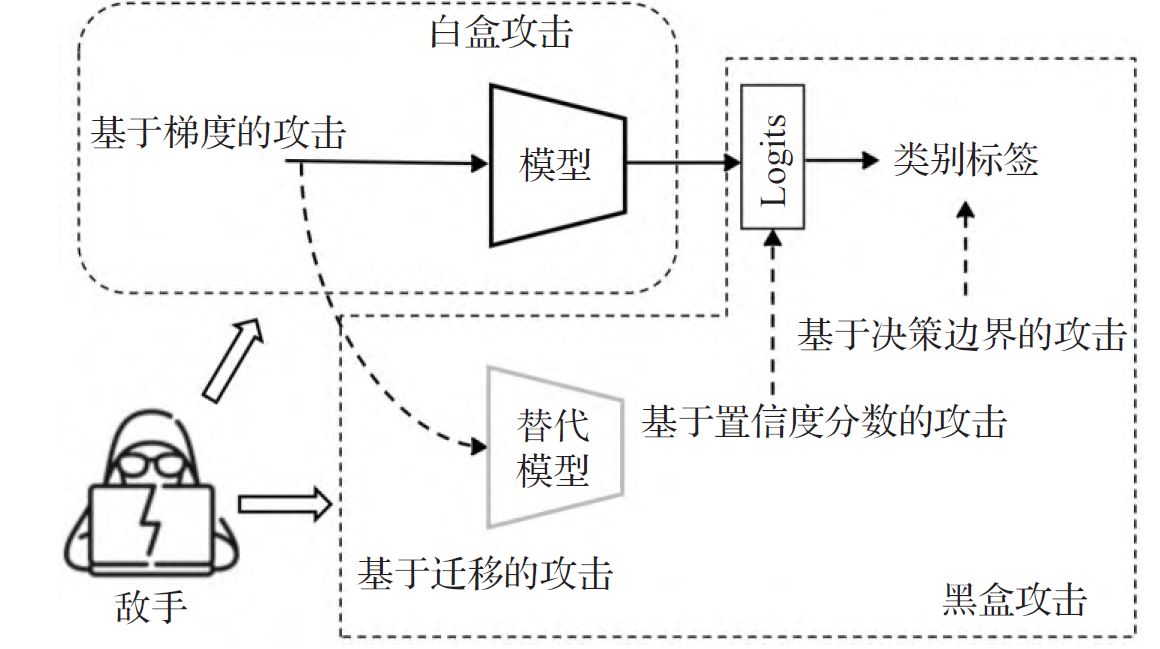 白盒攻击
基于梯度的攻击
模型
Logits
类别标签
基于决策边界的攻击
替代
模型
基于置信度分数的攻击
基于迁移的攻击
敌手
黑盒攻击